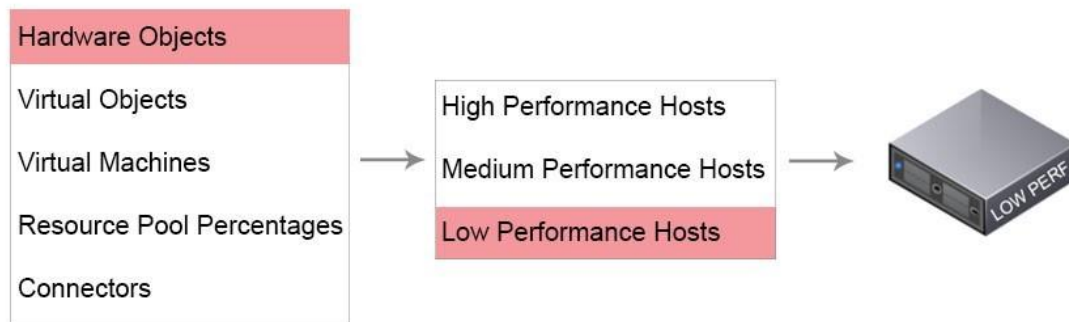 Hardware Objects
Virtual Objects
Virtual Machines
Resource Pool Percentages
Connectors
High Performance Hosts
Medium Performance Hosts
Low Performance Hosts
LOW PERF